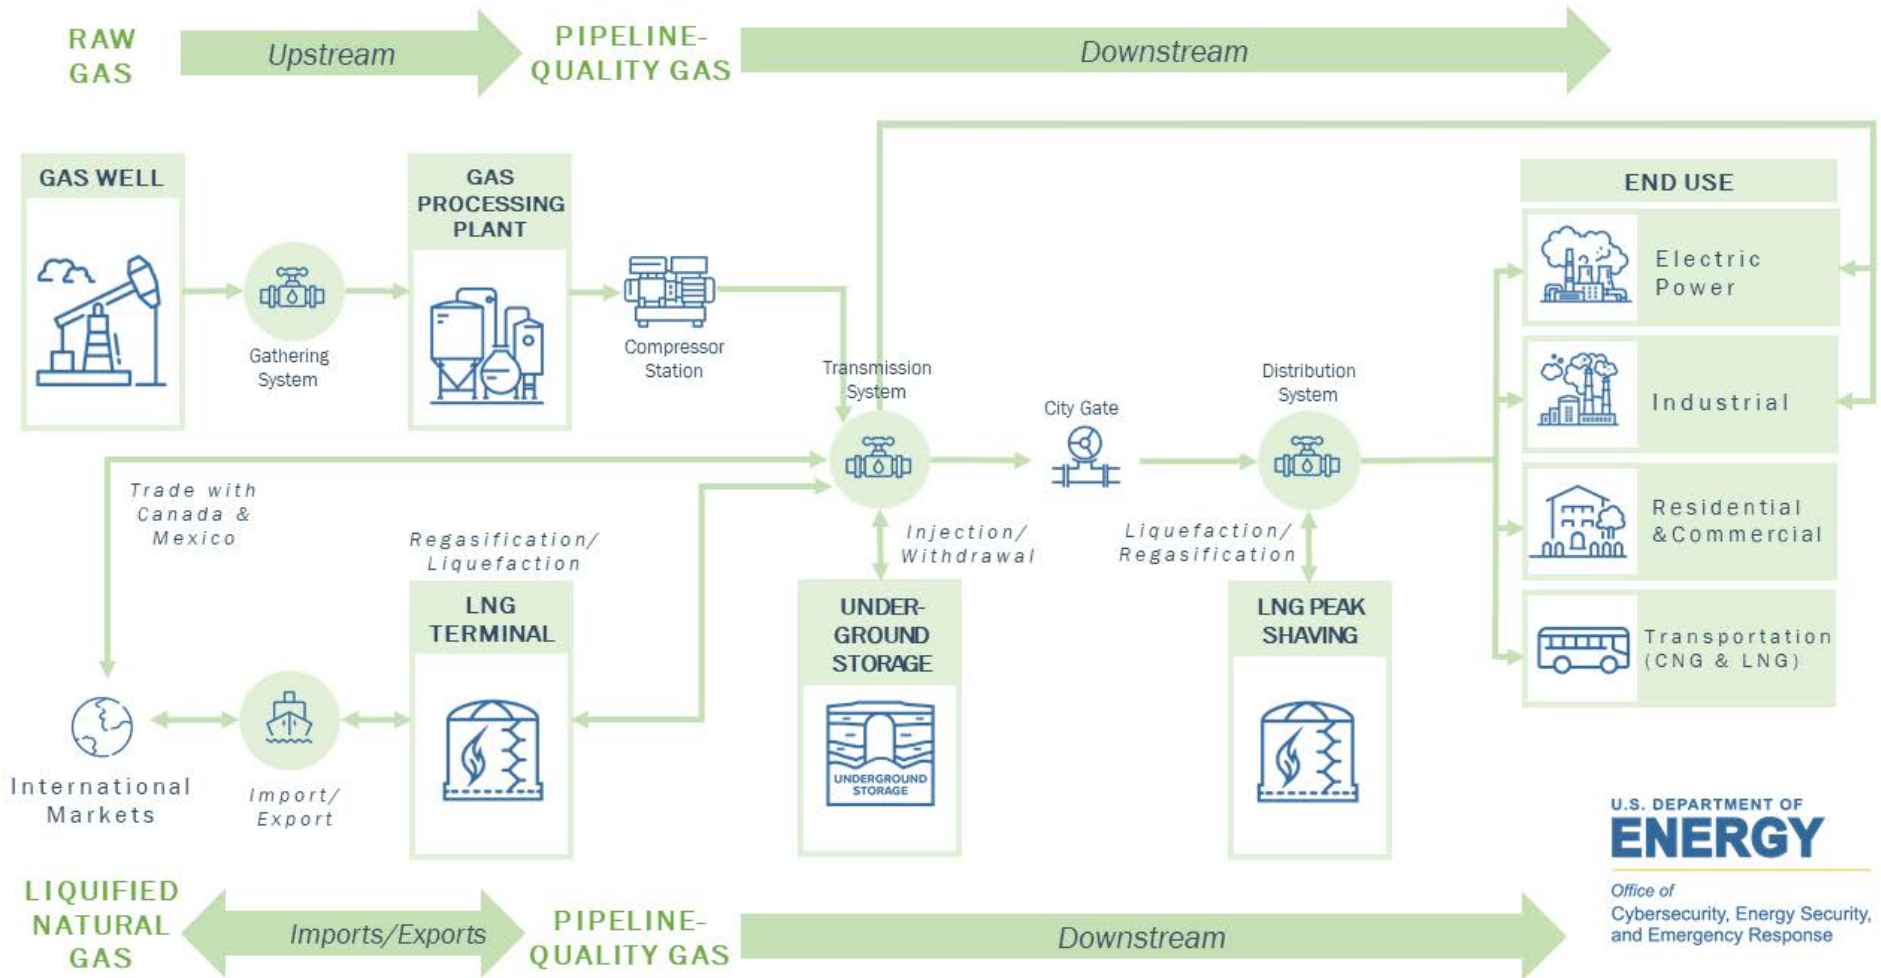 RAW
GAS
Upstream
PIPELINE-
QUALITY GAS
Downstream
GAS WELL
Gathering
System
GAS
PROCESSING
PLANT
Compressor
Station
Transmission
System
City Gate
Distribution
System
END USE
Electric
Power
Industrial
Residential
&Commercial
Transportation
(CNG & LNG)
Trade with
Canada &
Mexico
Regasification/
Liquefaction
Injection/
Withdrawal
Liquefaction/
Regasification
International
Markets
Import/
Export
LNG
TERMINAL
UNDER-
GROUND
STORAGE
UNDERGROUND
STORAGE
LNG PEAK
SHAVING
U.S. DEPARTMENT OF
ENERGY
Office of
Cybersecurity, Energy Security,
and Emergency Response
LIQUIFIED
NATURAL
GAS
Imports/Exports
PIPELINE-
QUALITY GAS
Downstream